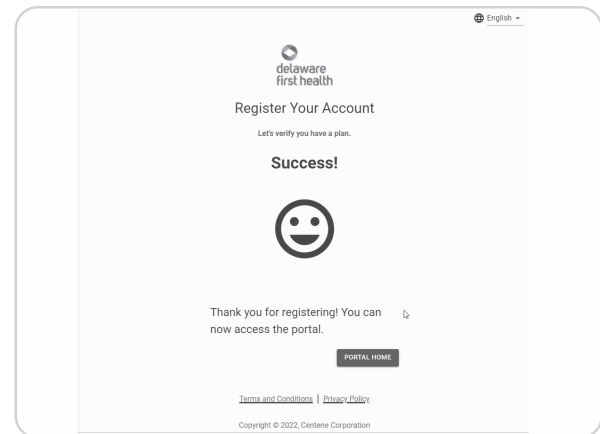 English
delaware
first health
Register Your Account
Let's verify you have a plan.
Success!
Thank you for registering! You can
now access the portal.
PORTAL HOME
Terms and Conditions | Privacy Policy
Copyright © 2022, Centene Corporation